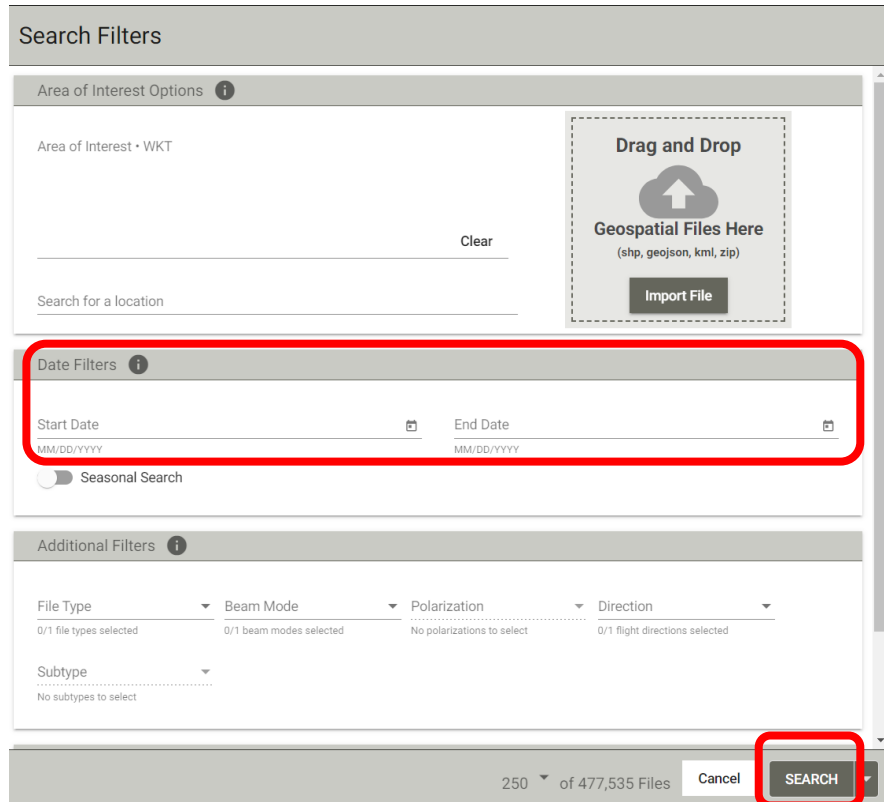 Search Filters
Area of Interest Options
Area of Interest • WKT
Clear
Search for a location
Drag and Drop
Geospatial Files Here
(shp, geojson, kml, zip)
Import File
Date Filters
Start Date
End Date
MM/DD/YYYY
MM/DD/YYYY
Seasonal Search
Additional Filters
File Type
Beam Mode
Polarization
Direction
0/1 file types selected
0/1 beam modes selected
No polarizations to select
0/1 flight directions selected
Subtype
No subtypes to select
250 of 477,535 Files
Cancel
SEARCH